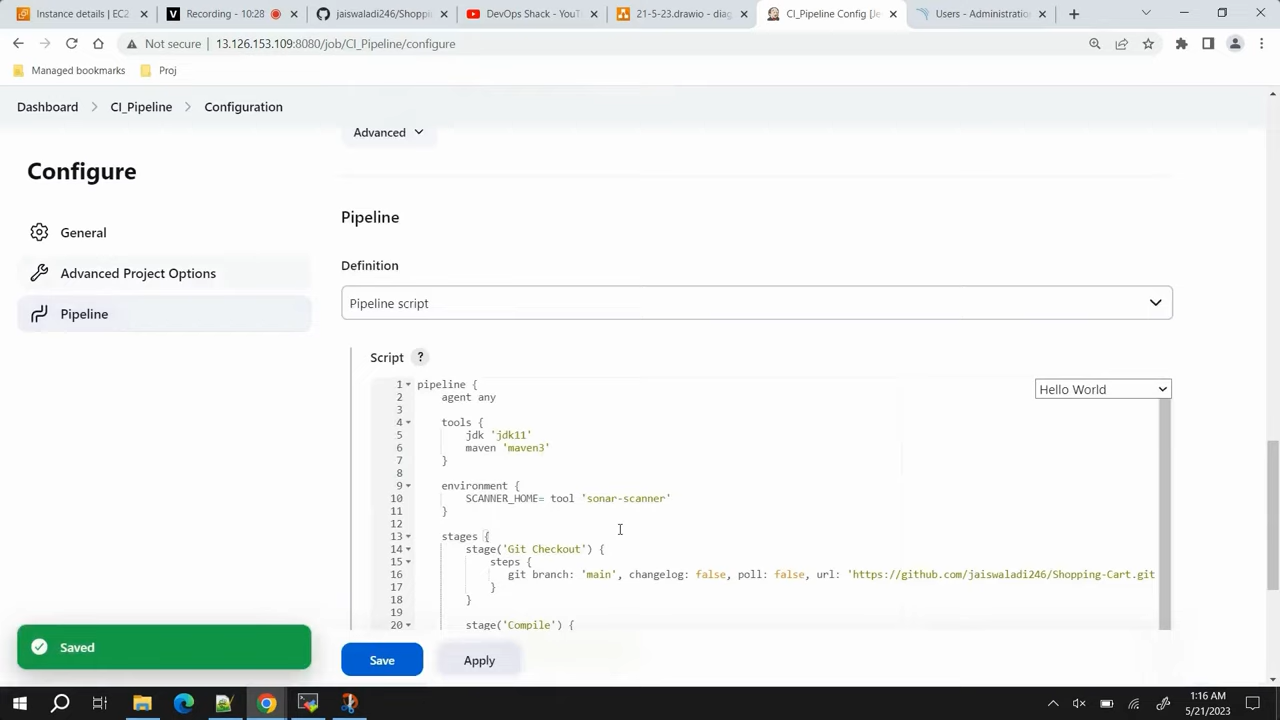 Instance details | EC2
Recording - 10:28
jaiswaladi246/Shoppi
DevOps Shack - YouT
21-5-23.drawio - diag
CI_Pipeline Config [Je
Users - Administratio
Not secure | 13.126.153.109:8080/job/CI_Pipeline/configure
Managed bookmarks
Proj
Dashboard > CI_Pipeline > Configuration
Configure
General
Advanced Project Options
Pipeline
Advanced
Pipeline
Definition
Pipeline script
Script ?
Hello World
1 pipeline {
2 agent any
3
4 tools {
5 jdk 'jdk11'
6 maven 'maven3'
7 }
8
9 environment {
10 SCANNER_HOME= tool 'sonar-scanner'
11 }
12
13 stages {
14 stage('Git Checkout') {
15 steps {
16 git branch: 'main', changelog: false, poll: false, url: 'https://github.com/jaiswaladi246/Shopping-Cart.git
17 }
18 }
19
20 stage('Compile') {
Saved
Save
Apply
1:16 AM
5/21/2023